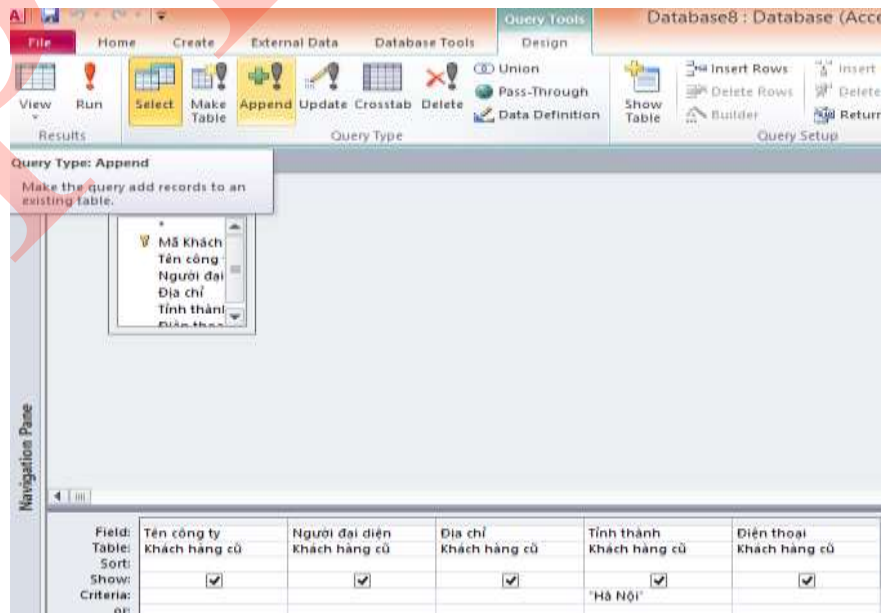 Query Tools
Database8 : Database (Acce
File Home Create External Data Database Tools Design
View Run Select Make Table Append Update Crosstab Delete
Union
Pass-Through
Data Definition
Show Table
Insert Rows
Delete Rows
Builder
Insert
Delete
Return
Results Query Type Query Setup
Query Type: Append
Make the query add records to an
existing table.
*
Mã Khách
Tên công
Người đại
Địa chỉ
Tỉnh thành
Điện thoạ
Navigation Pane
Field: Tên công ty Người đại diện Địa chỉ Tỉnh thành Điện thoại
Table: Khách hàng cũ Khách hàng cũ Khách hàng cũ Khách hàng cũ Khách hàng cũ
Sort:
Show:
Criteria: "Hà Nội"
or: